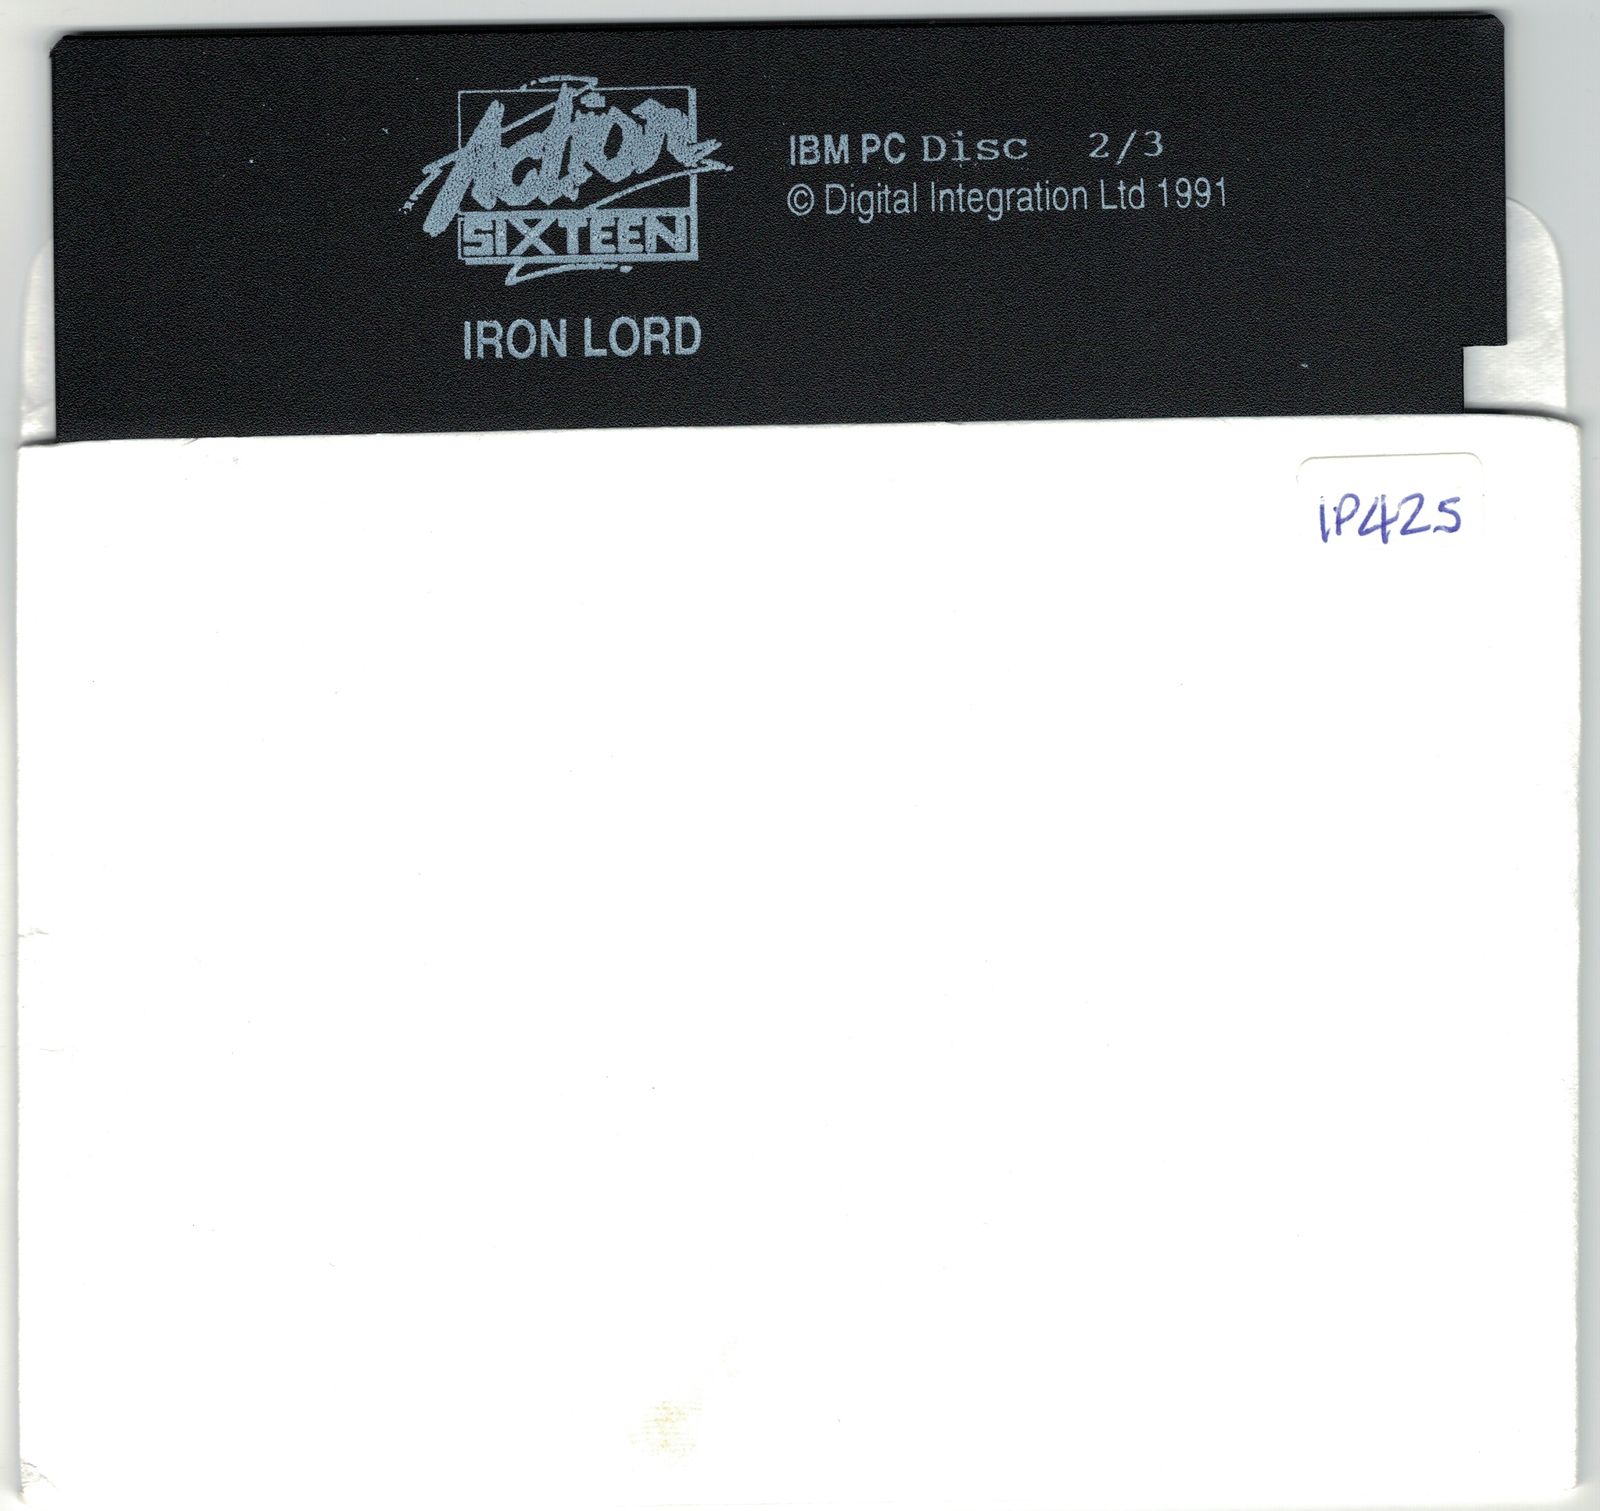 Action
SIXTEEN
IBM PC Disc 2/3
© Digital Integration Ltd 1991
IRON LORD
IP425